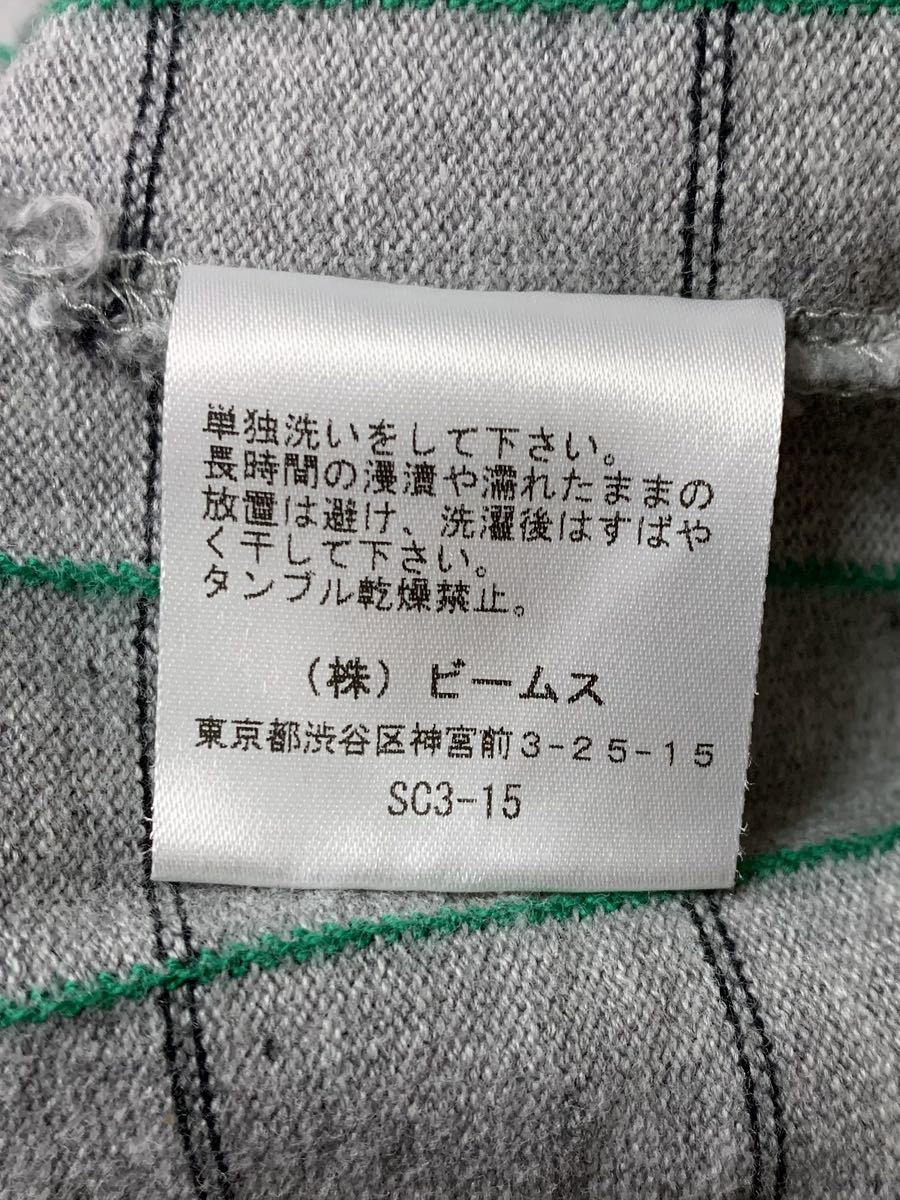 単独洗いをして下さい。
長時間の浸漬や濡れたままの
放置は避け、洗濯後はすばや
く干して下さい。
タンブル乾燥禁止。
（株）ビームス
東京都渋谷区神宮前３－２５－１５
SC3-15